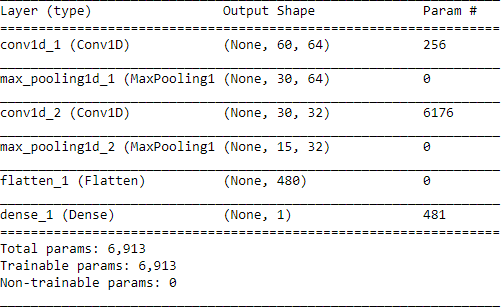 Layer (type) Output Shape Param #
=================================================================
conv1d_1 (Conv1D) (None, 60, 64) 256
_________________________________________________________________
max_pooling1d_1 (MaxPooling1 (None, 30, 64) 0
_________________________________________________________________
conv1d_2 (Conv1D) (None, 30, 32) 6176
_________________________________________________________________
max_pooling1d_2 (MaxPooling1 (None, 15, 32) 0
_________________________________________________________________
flatten_1 (Flatten) (None, 480) 0
_________________________________________________________________
dense_1 (Dense) (None, 1) 481
=================================================================
Total params: 6,913
Trainable params: 6,913
Non-trainable params: 0
_________________________________________________________________